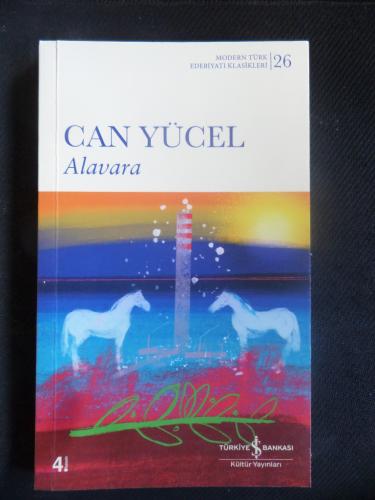 MODERN TÜRK
EDEBİYATI KLASİKLERİ 26
CAN YÜCEL
Alavara
TÜRKİYE İŞ BANKASI
Kültür Yayınları
4